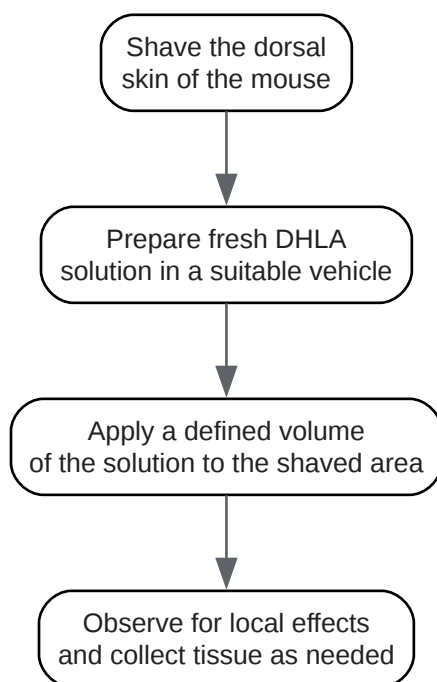 Shave the dorsal
skin of the mouse
Prepare fresh DHLA
solution in a suitable vehicle
Apply a defined volume
of the solution to the shaved area
Observe for local effects
and collect tissue as needed